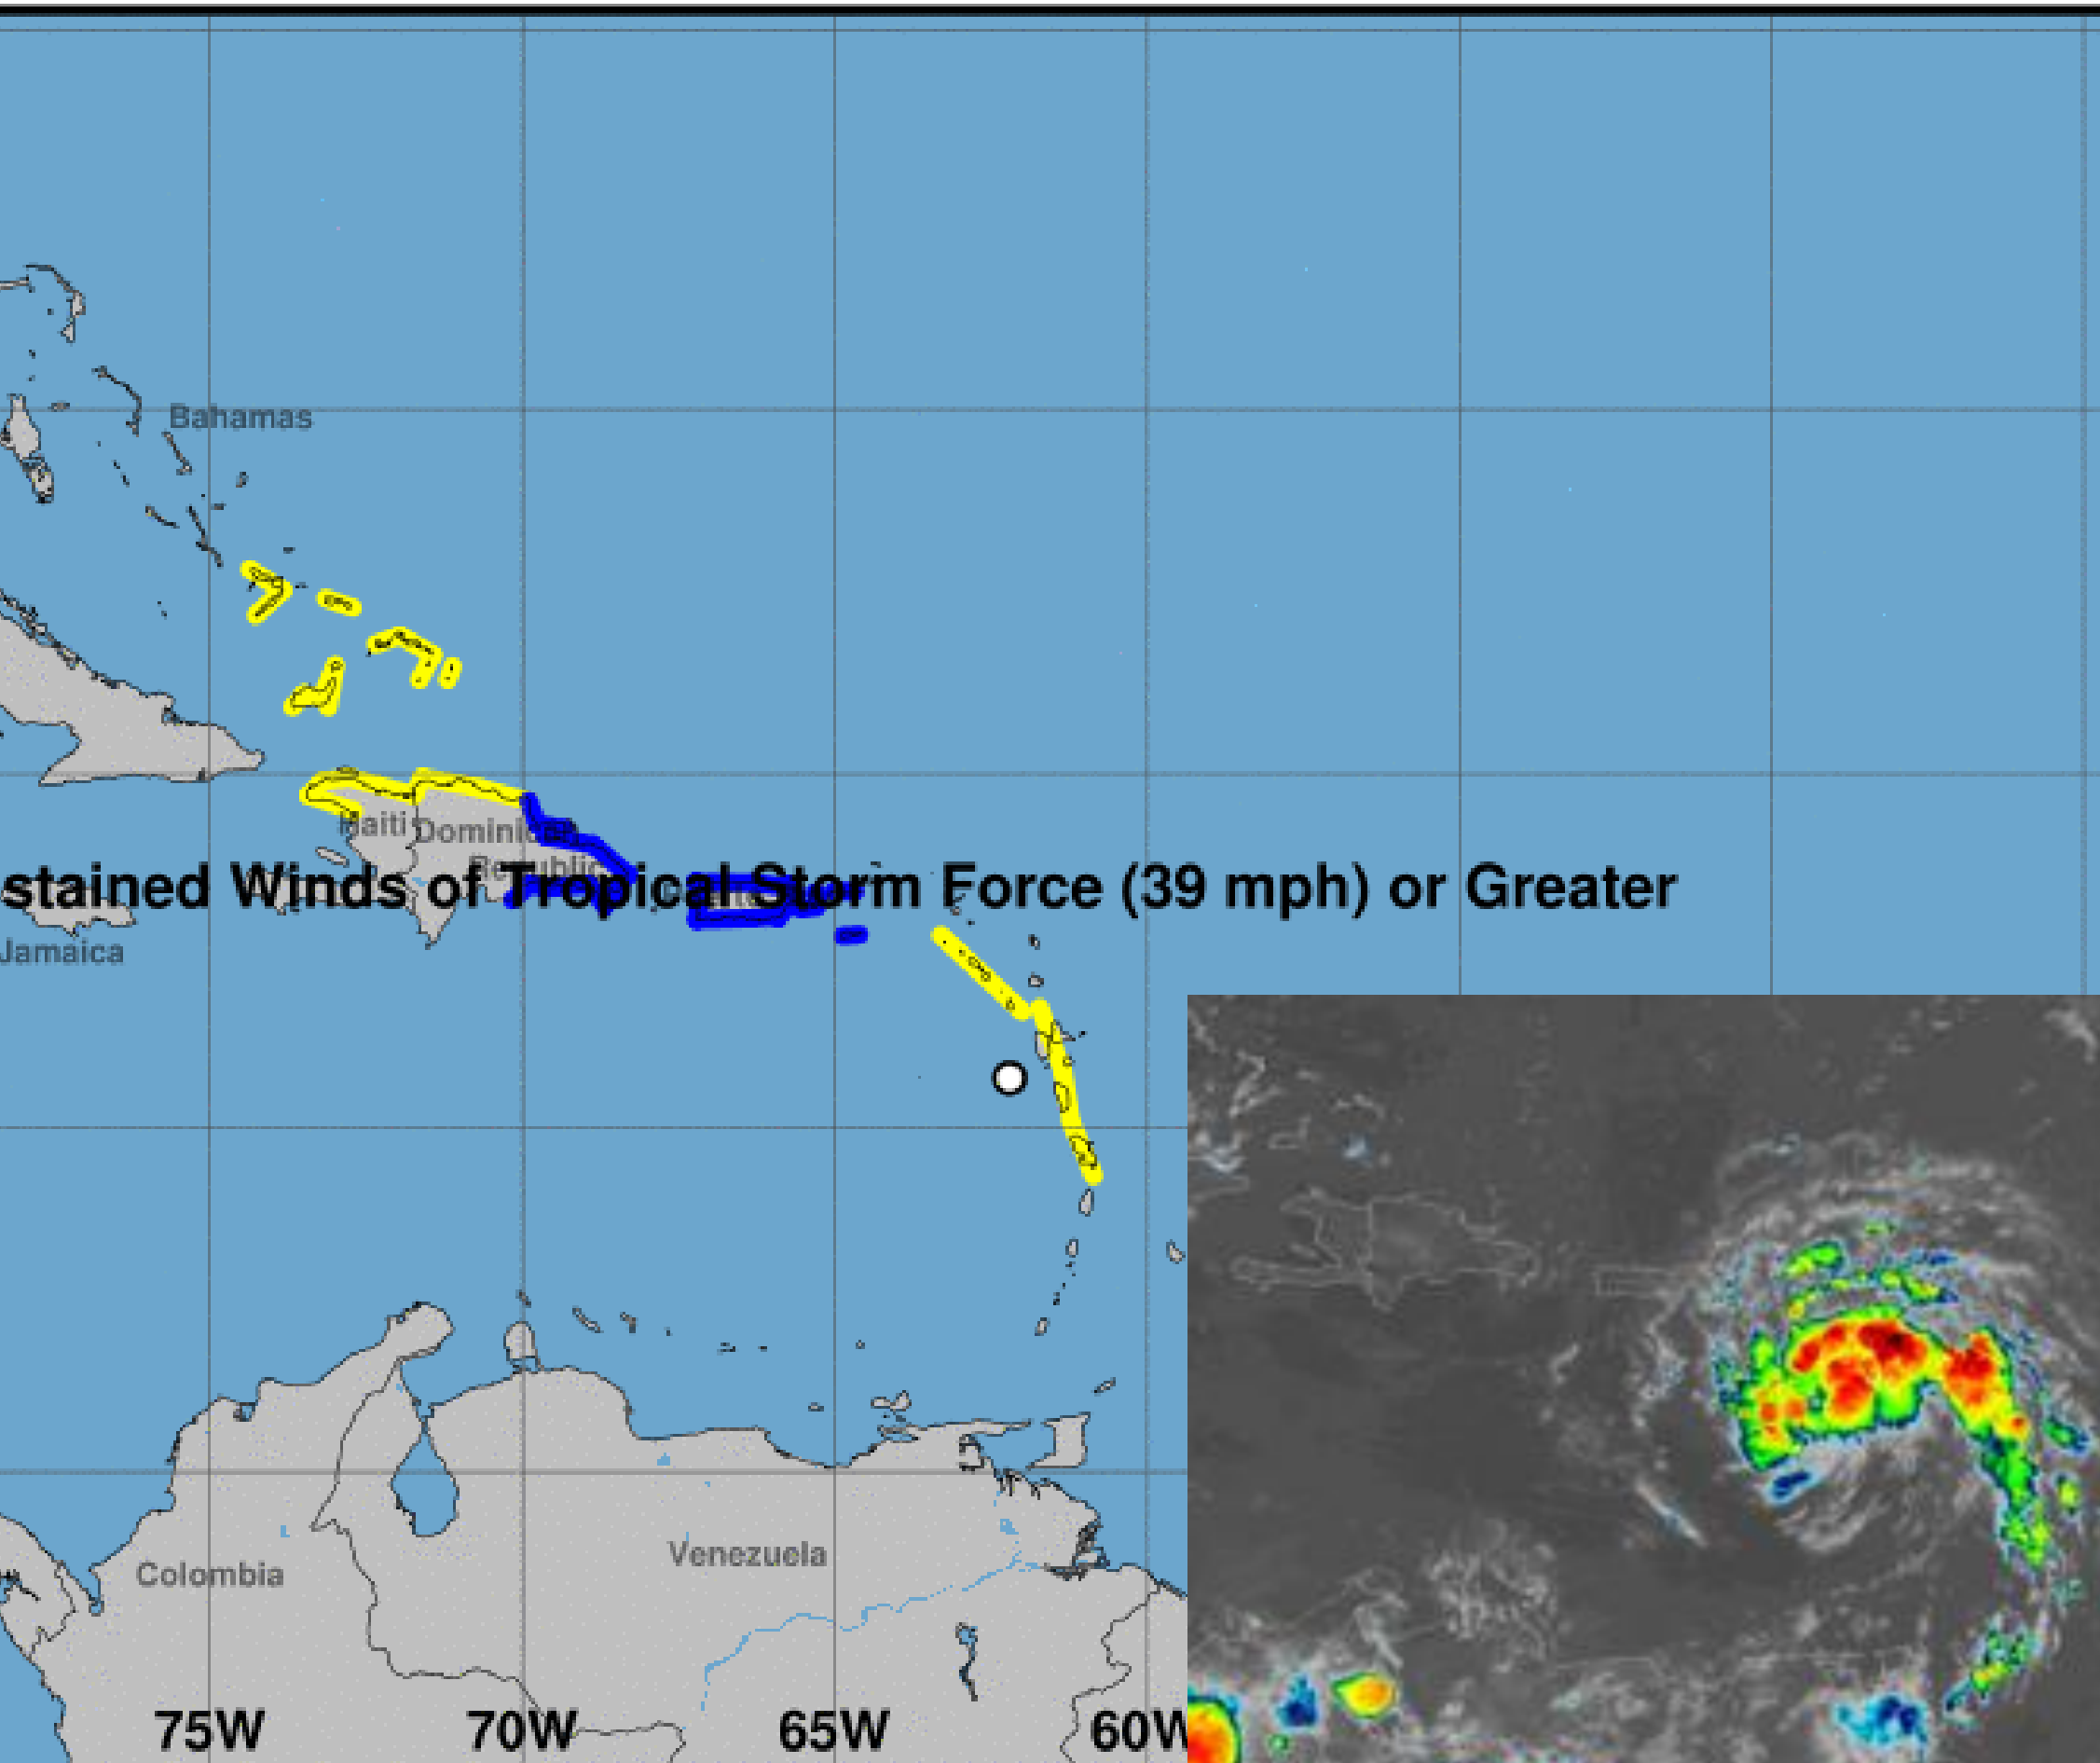 Bahamas
Haiti
Dominican
Republic
stained Winds of Tropical Storm Force (39 mph) or Greater
Jamaica
Venezuela
Colombia
75W 70W 65W 60W